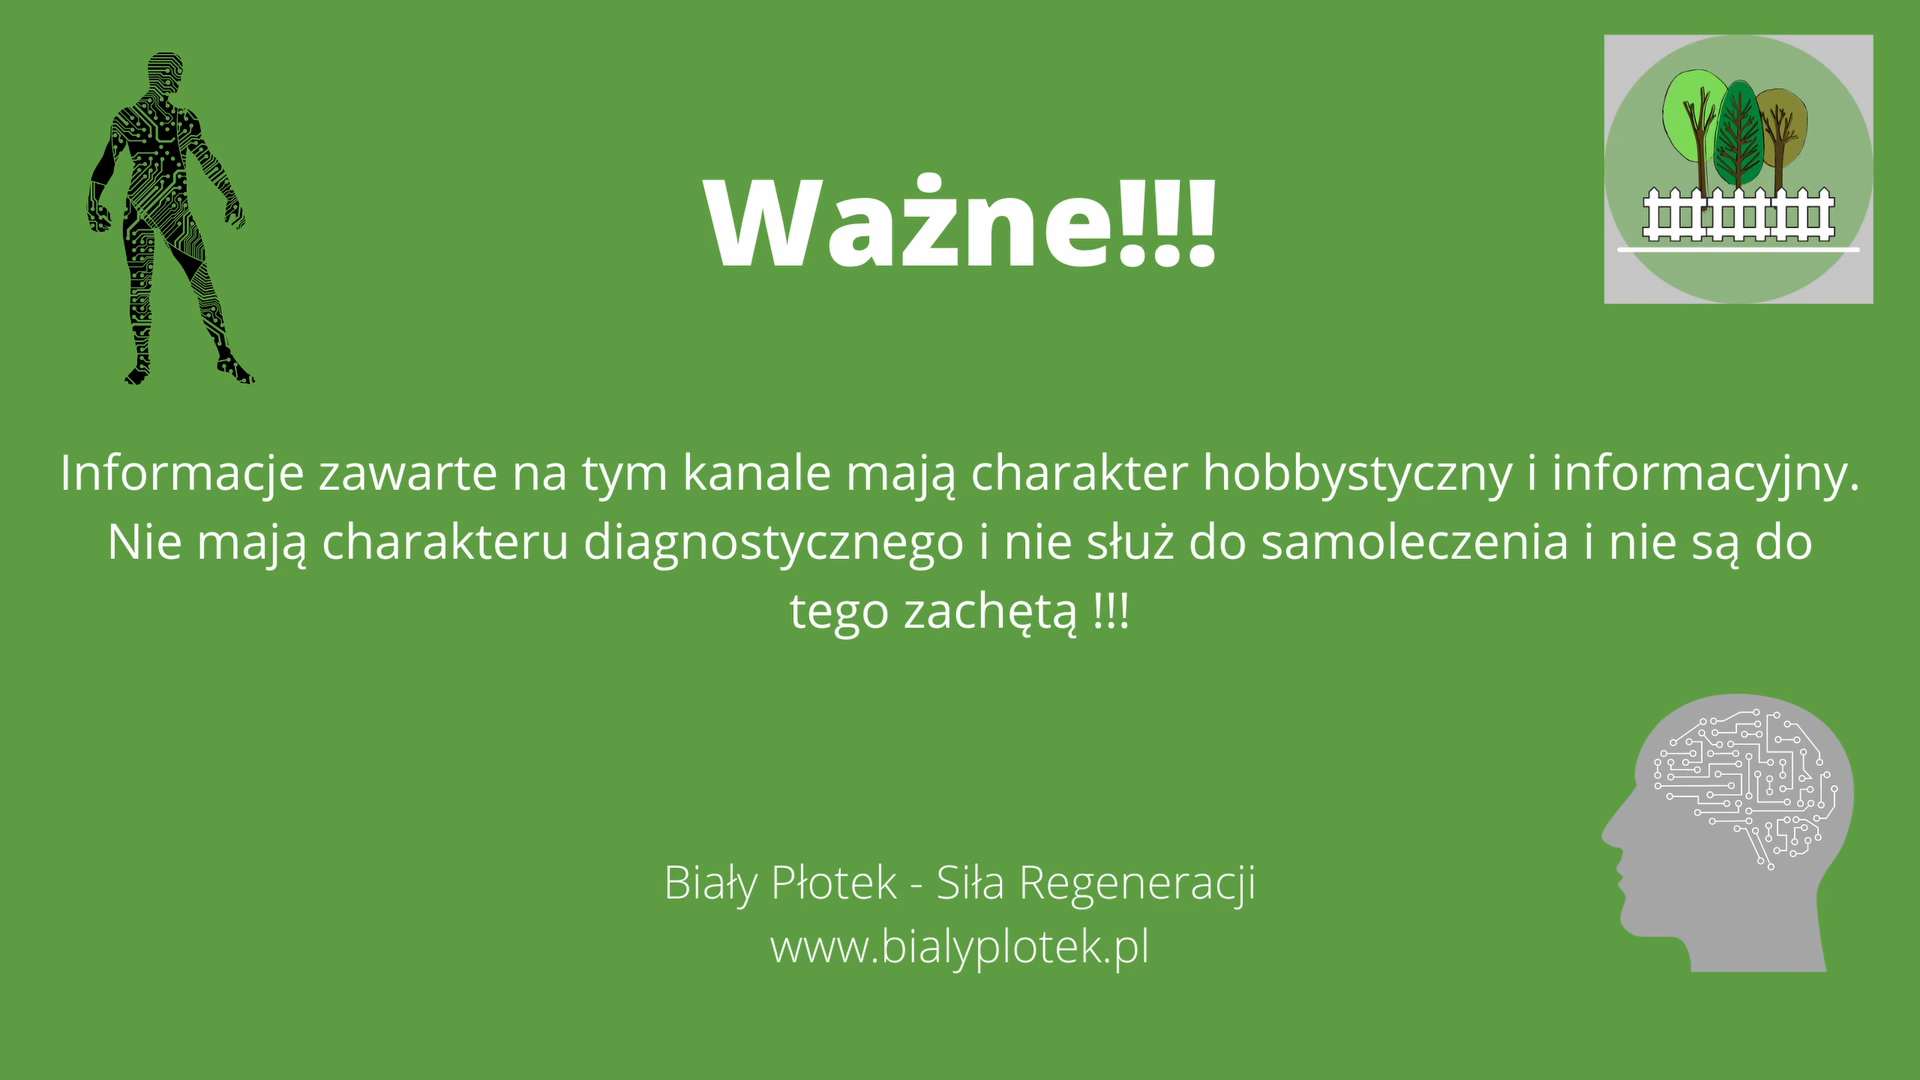 Ważne!!!
Informacje zawarte na tym kanale mają charakter hobbystyczny i informacyjny.
Nie mają charakteru diagnostycznego i nie służ do samoleczenia i nie są do
tego zachętą !!!
Biały Płotek - Siła Regeneracji
www.bialyplotek.pl